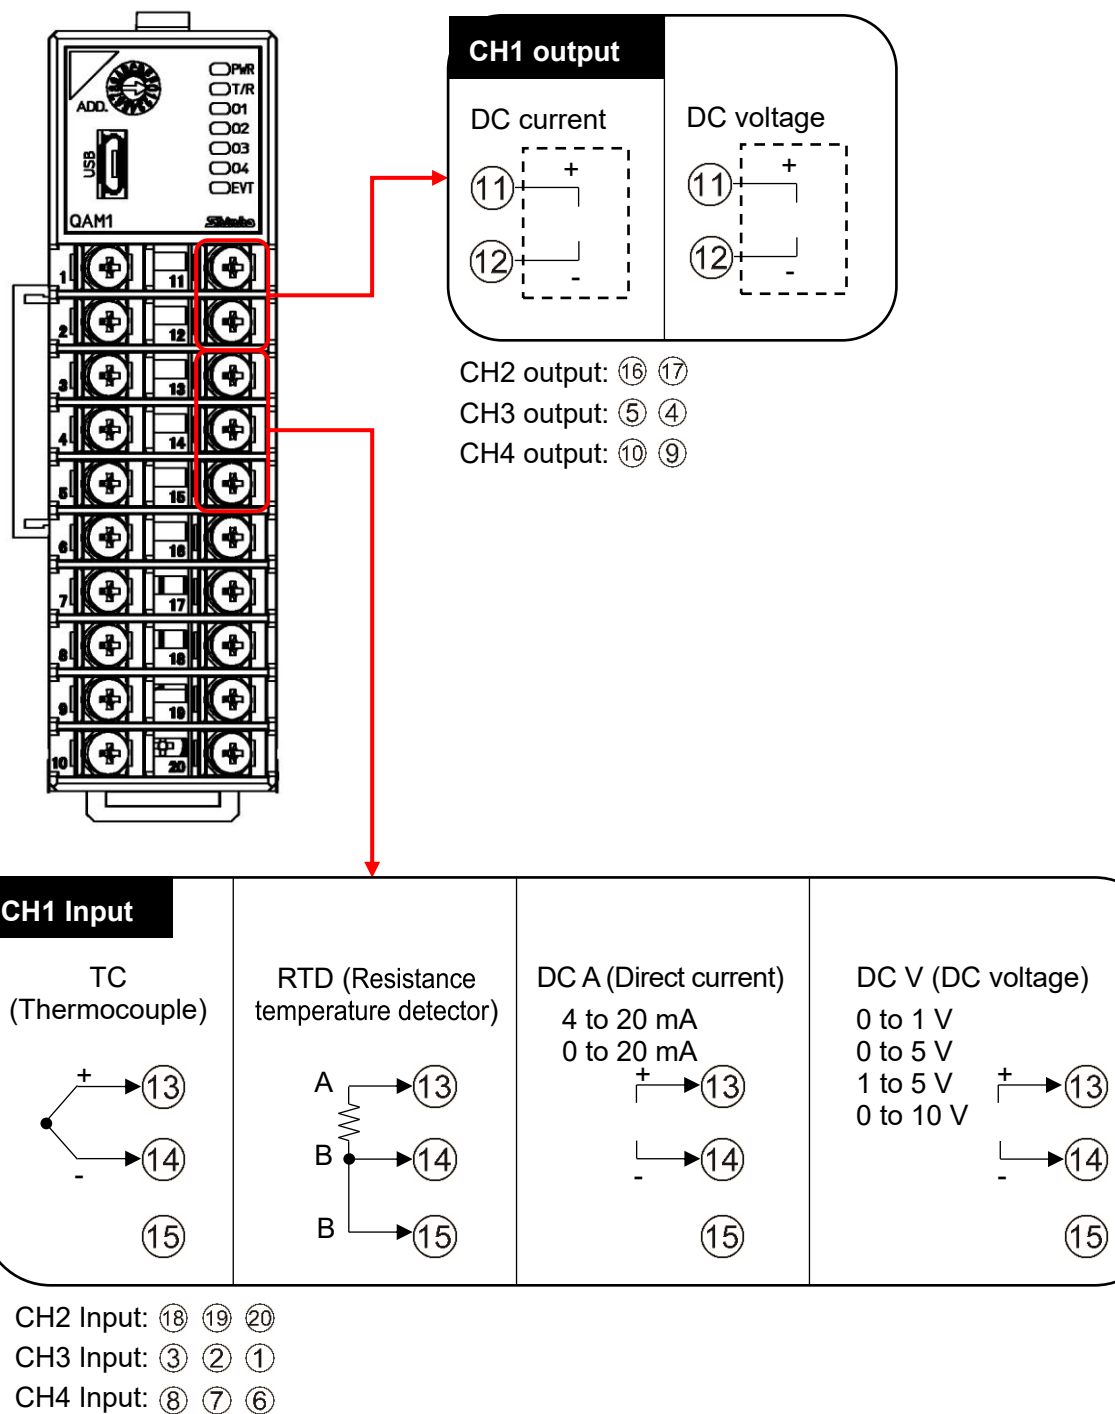 ADD.
PWR
T/R
O1
O2
O3
O4
EVT
USB
QAM1
Shinko
1 11
2 12
3 13
4 14
5 15
6 16
7 17
8 18
9 19
10 20
CH1 output
DC current
+
⑪
⑫
-
DC voltage
+
⑪
⑫
-
CH2 output: ⑯ ⑰
CH3 output: ⑤ ④
CH4 output: ⑩ ⑨
CH1 Input
TC
(Thermocouple)
+
⑬
⑭
-
⑮
RTD (Resistance
temperature detector)
A ⑬
B ⑭
B ⑮
DC A (Direct current)
4 to 20 mA
0 to 20 mA
+
⑬
⑭
-
⑮
DC V (DC voltage)
0 to 1 V
0 to 5 V
1 to 5 V
0 to 10 V
+
⑬
⑭
-
⑮
CH2 Input: ⑱ ⑲ ⑳
CH3 Input: ③ ② ①
CH4 Input: ⑧ ⑦ ⑥